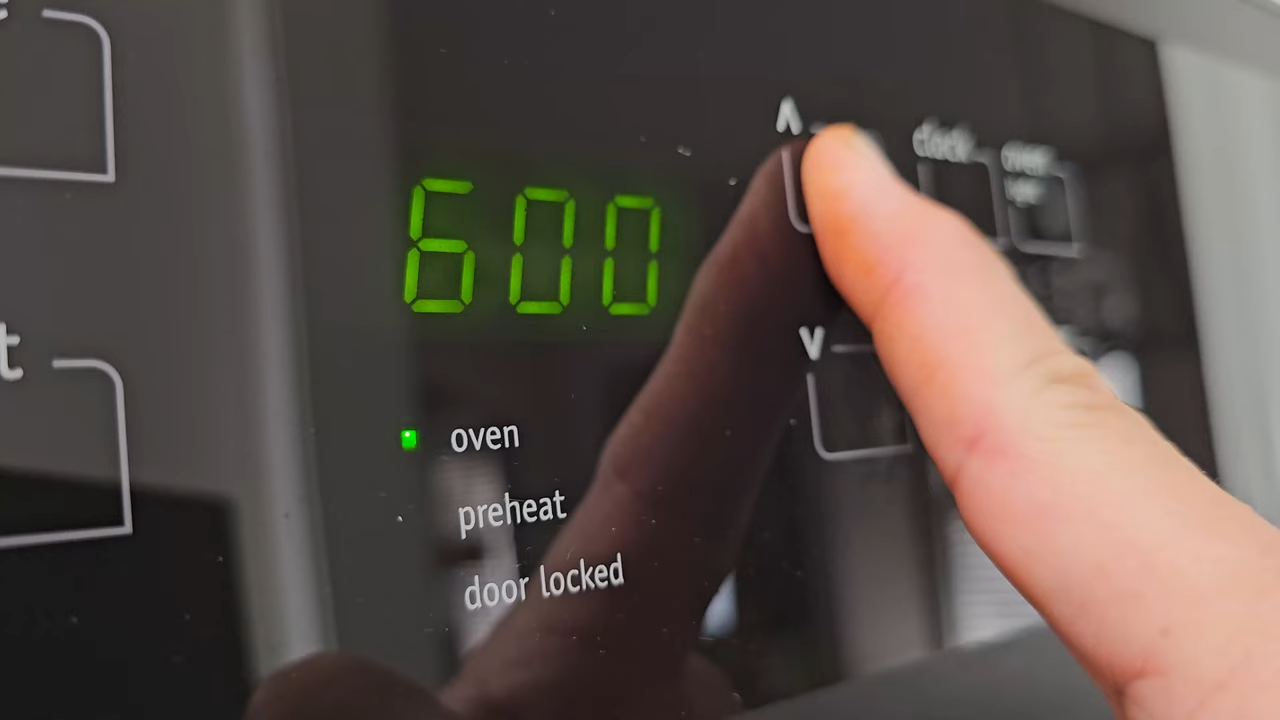 600
Λ
clock
oven
V
oven
preheat
door locked